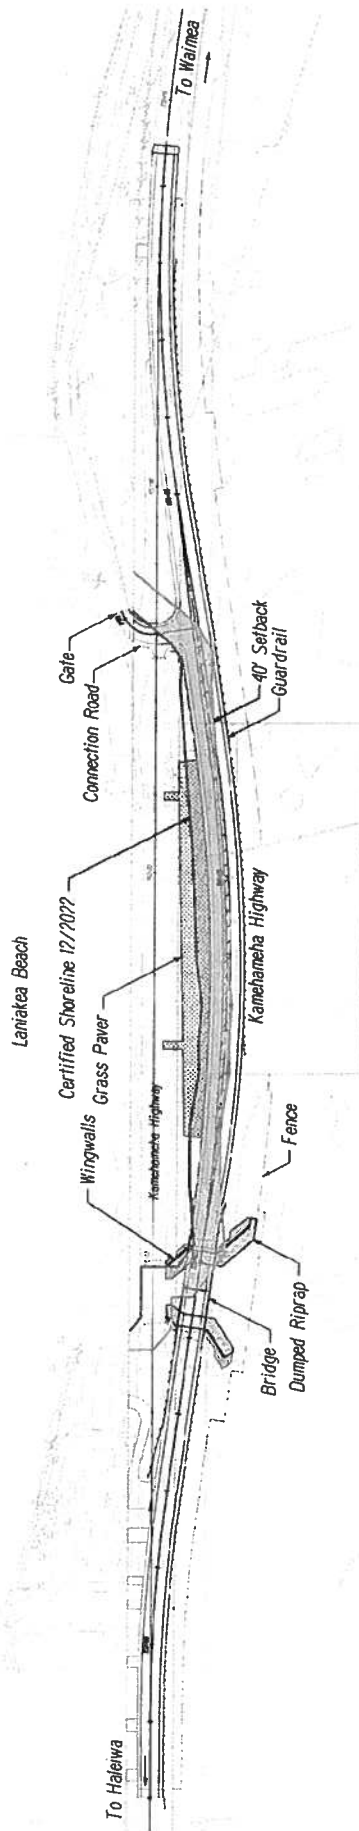 To Waimea
Gate
Connection Road
40' Setback
Guardrail
Laniakea Beach
Certified Shoreline 12/2022
Grass Paver
Kamehameha Highway
Wingwalls
Kamehameha Highway
Fence
Bridge
Dumped Riprap
To Haleiwa